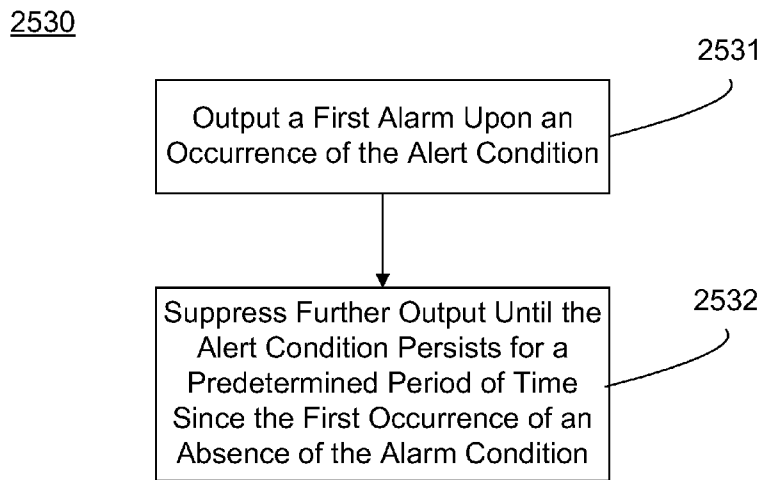 2530
2531
Output a First Alarm Upon an
Occurrence of the Alert Condition
2532
Suppress Further Output Until the
Alert Condition Persists for a
Predetermined Period of Time
Since the First Occurrence of an
Absence of the Alarm Condition